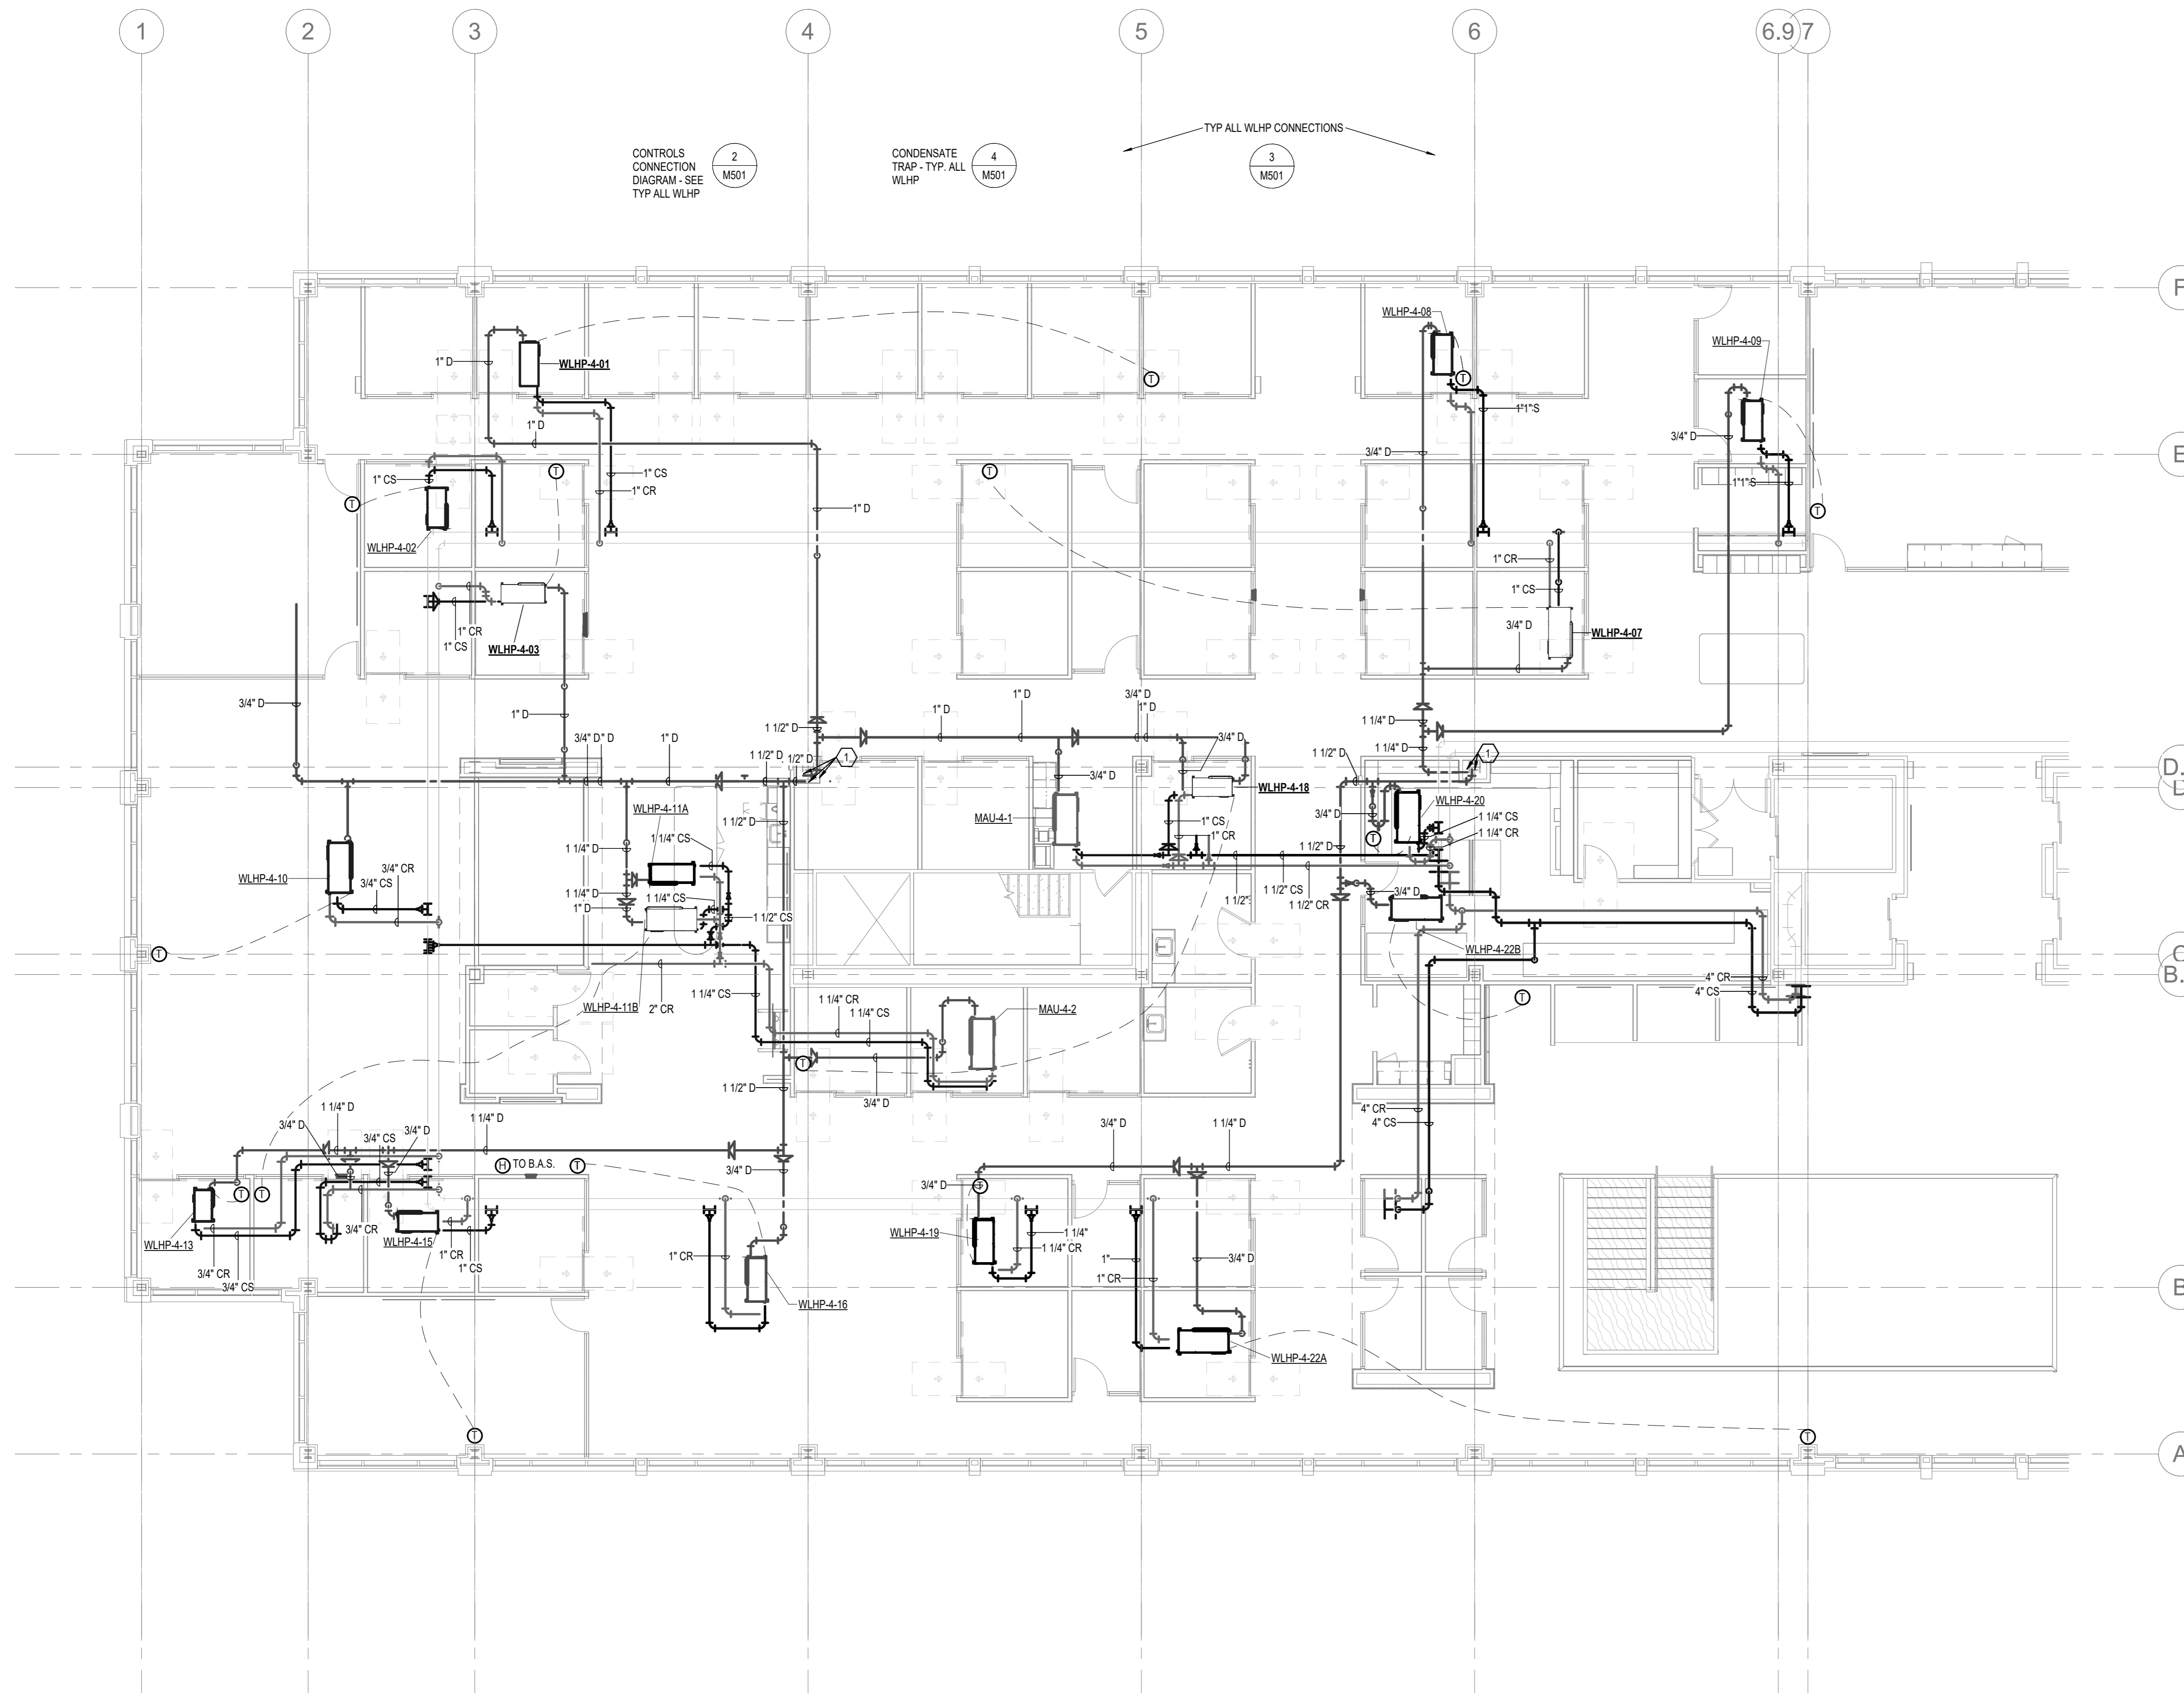 1
2
3
4
5
6
6.9
7
TYP ALL WLHP CONNECTIONS
CONTROLS
CONNECTION
DIAGRAM - SEE
TYP ALL WLHP
2
M501
CONDENSATE
TRAP - TYP. ALL
WLHP
4
M501
3
M501
F
WLHP-4-08
WLHP-4-09
1" D
WLHP-4-01
T
T
1" D
1"1"S
3/4" D
3/4" D
E
T
T
1" CS
1" CS
1" CR
1"1"S
T
1" D
T
WLHP-4-02
1" CR
1" CS
3/4" D
WLHP-4-07
1" CR
1" CS
WLHP-4-03
3/4" D
1" D
1" D
1" D
3/4" D
1" D
1 1/2" D
1 1/4" D
3/4" D" D
1" D
3/4" D
1 1/4" D
1 1/2" D
1/2" D
1
1 1/2" D
1
D.
D
3/4" D
WLHP-4-18
WLHP-4-11A
WLHP-4-20
3/4" D
MAU-4-1
1 1/2" D
1" CS
1 1/4" CS
1" CR
1 1/4" CR
T
1 1/4" CS
1 1/4" D
1 1/2" D
3/4" CR
3/4" CS
WLHP-4-10
1 1/4" D
1 1/4" CS
1" D
1 1/2" CS
1 1/2" CS
1 1/2" CR
1 1/2"
3/4" D
WLHP-4-22B
T
C
B.
4" CR
4" CS
1 1/4" CS
1 1/4" CR
1 1/4" CS
WLHP-4-11B
2" CR
MAU-4-2
T
T
1 1/2" D
3/4" D
4" CR
4" CS
1 1/4" D
1 1/4" D
3/4" D
3/4" CS
3/4" D
3/4" D
1 1/4" D
H
TO B.A.S.
T
3/4" D
3/4" D
T
T
T
3/4" CR
WLHP-4-13
WLHP-4-15
1" CR
1" CS
3/4" CR
3/4" CS
1" CR
WLHP-4-19
1 1/4"
1 1/4" CR
1"
1" CR
3/4" D
B
WLHP-4-16
WLHP-4-22A
T
T
A